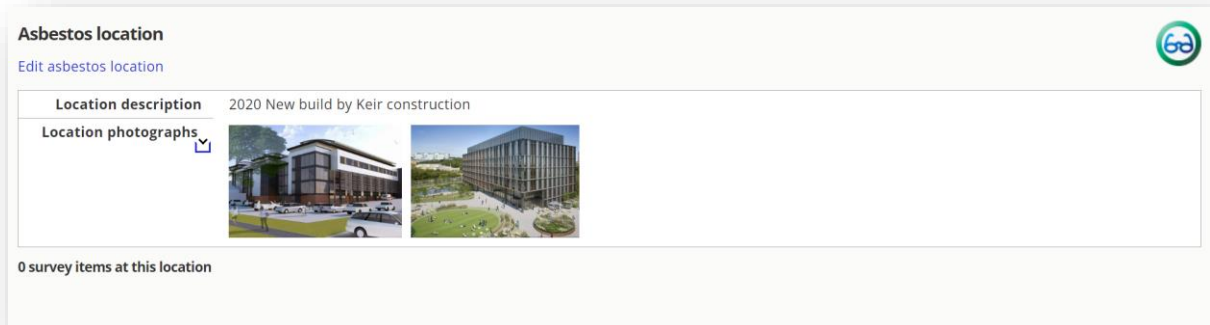 Asbestos location
Edit asbestos location
Location description 2020 New build by Keir construction
Location photographs
0 survey items at this location